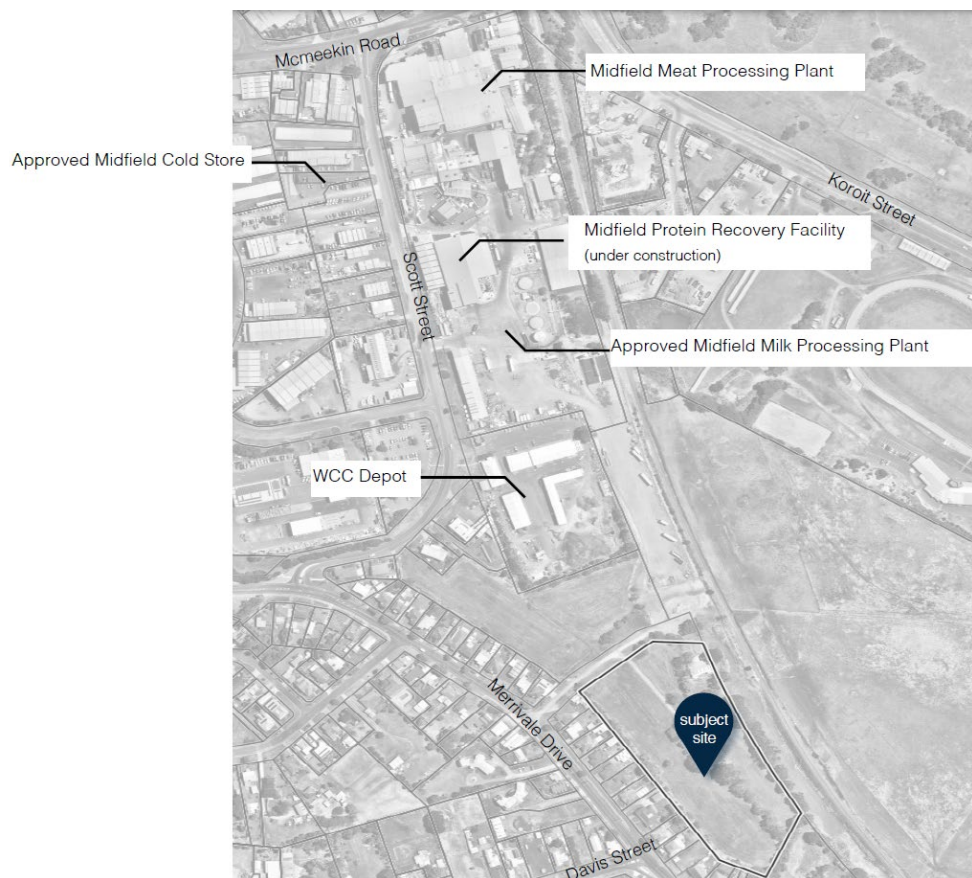 Mcmeekin Road
Midfield Meat Processing Plant
Approved Midfield Cold Store
Koroit Street
Midfield Protein Recovery Facility
(under construction)
Scott Street
Approved Midfield Milk Processing Plant
WCC Depot
Merrivale Drive
subject
site
Davis Street